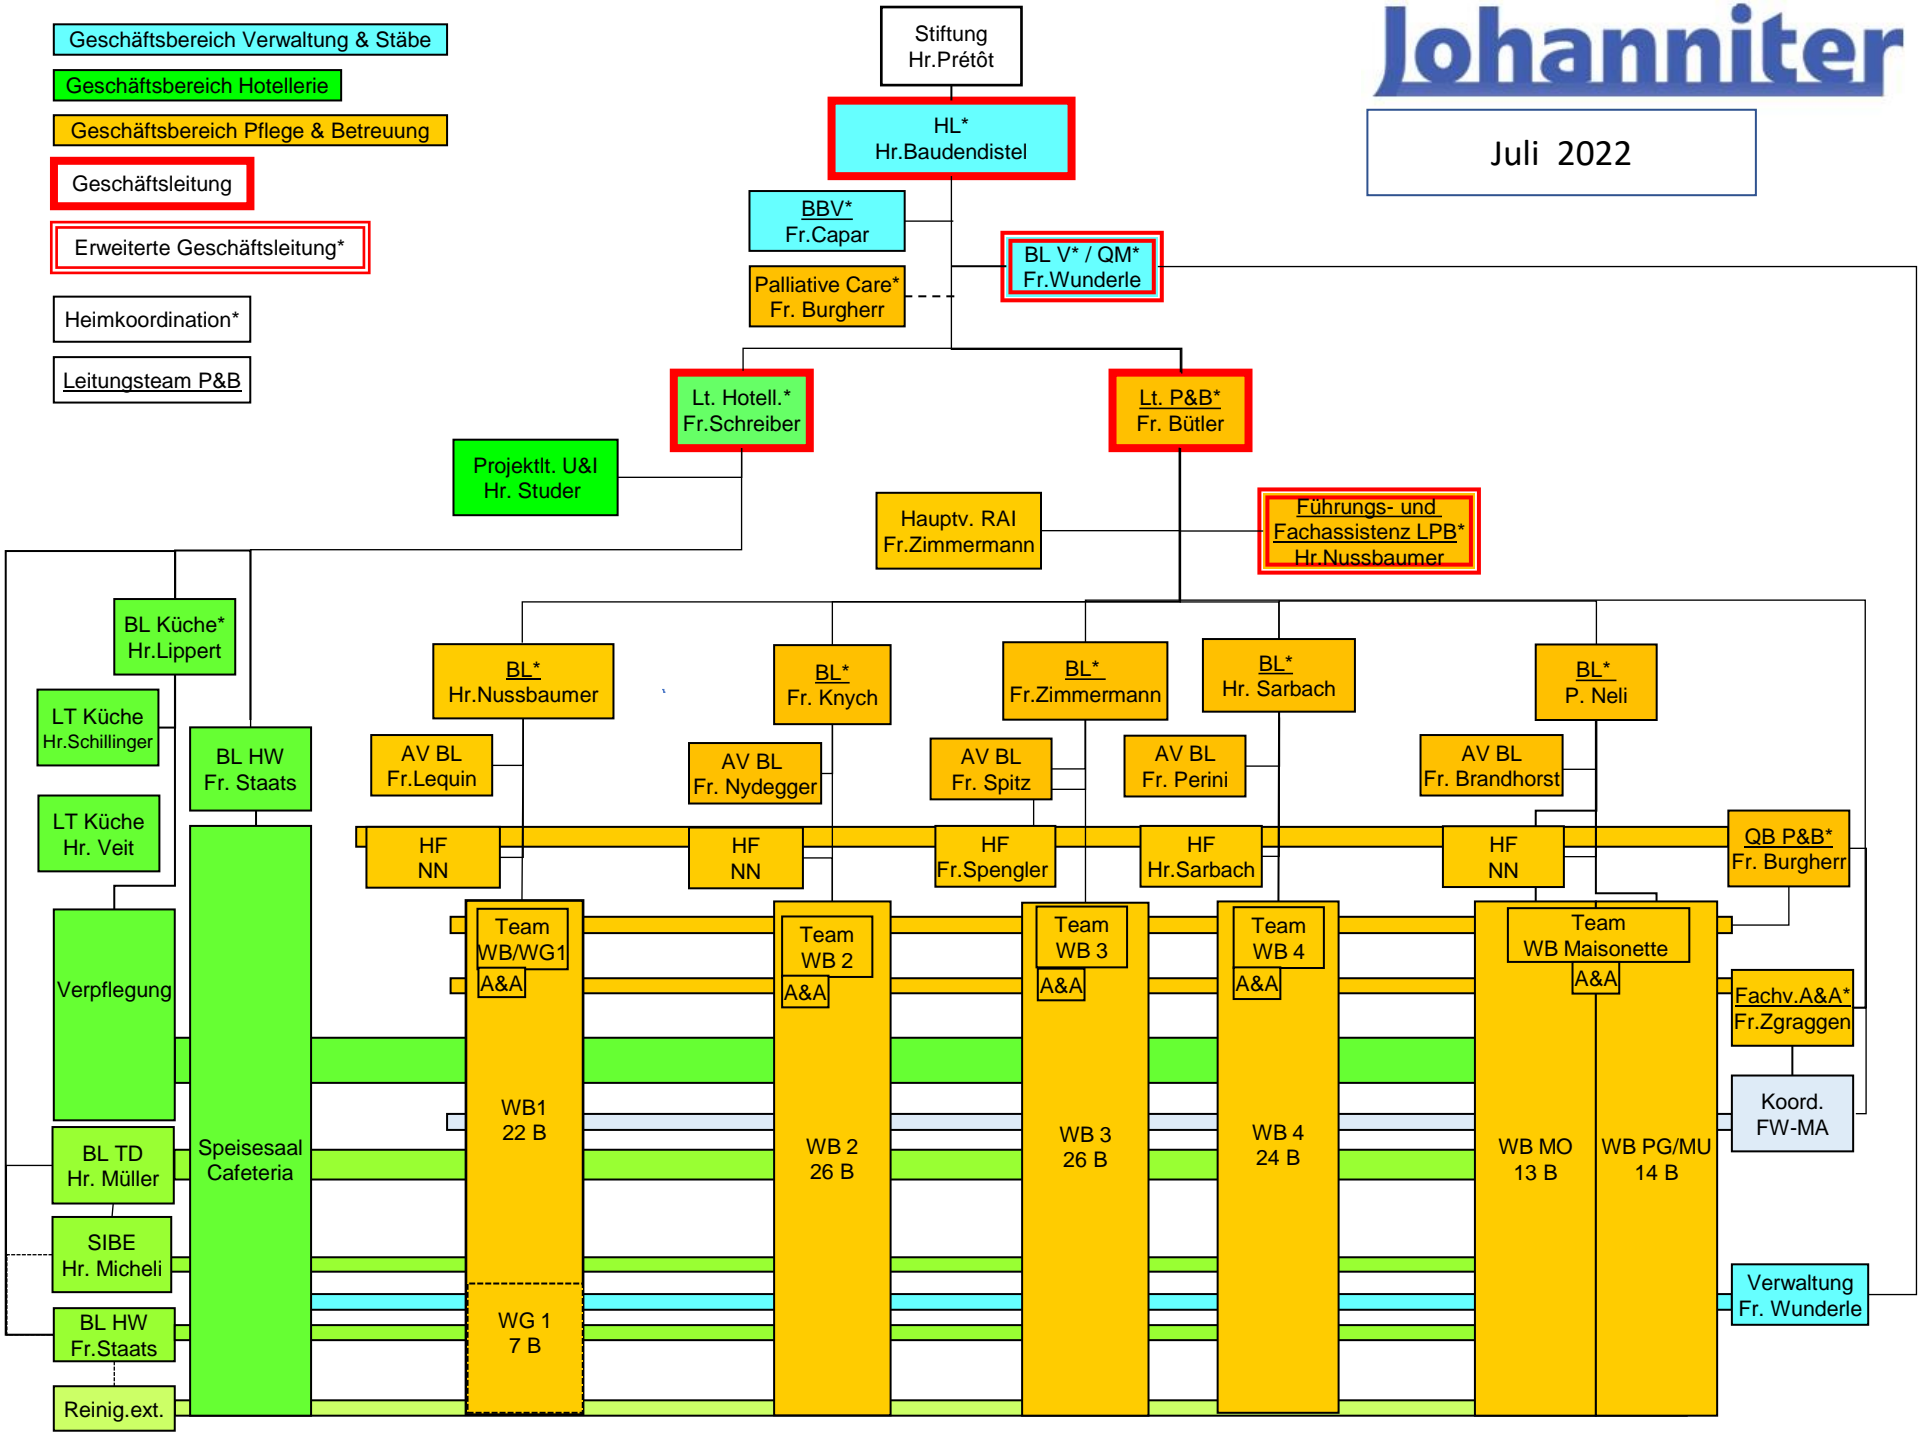 Geschäftsbereich Verwaltung & Stäbe
Geschäftsbereich Hotellerie
Geschäftsbereich Pflege & Betreuung
Geschäftsleitung
Erweiterte Geschäftsleitung*
Heimkoordination*
Leitungsteam P&B
Stiftung
Hr.Prétôt
Johanniter
Juli 2022
HL*
Hr.Baudendistel
BBV*
Fr.Capar
BL V* / QM*
Fr.Wunderle
Palliative Care*
Fr. Burgherr
Lt. Hotell.*
Fr.Schreiber
Lt. P&B*
Fr. Bütler
Projektlt. U&I
Hr. Studer
Hauptv. RAI
Fr.Zimmermann
Führungs- und
Fachassistenz LPB*
Hr.Nussbaumer
BL Küche*
Hr.Lippert
LT Küche
Hr.Schillinger
LT Küche
Hr. Veit
BL HW
Fr. Staats
BL*
Hr.Nussbaumer
BL*
Fr. Knych
BL*
Fr.Zimmermann
BL*
Hr. Sarbach
BL*
P. Neli
AV BL
Fr.Lequin
AV BL
Fr. Nydegger
AV BL
Fr. Spitz
AV BL
Fr. Perini
AV BL
Fr. Brandhorst
HF
NN
HF
NN
HF
Fr.Spengler
HF
Hr.Sarbach
HF
NN
QB P&B*
Fr. Burgherr
Team
WB/WG1
A&A
Team
WB 2
A&A
Team
WB 3
A&A
Team
WB 4
A&A
Team
WB Maisonette
A&A
Fachv.A&A*
Fr.Zgraggen
Koord.
FW-MA
Verpflegung
Speisesaal
Cafeteria
WB1
22 B
WB 2
26 B
WB 3
26 B
WB 4
24 B
WB MO
13 B
WB PG/MU
14 B
BL TD
Hr. Müller
SIBE
Hr. Micheli
BL HW
Fr.Staats
Reinig.ext.
WG 1
7 B
Verwaltung
Fr. Wunderle